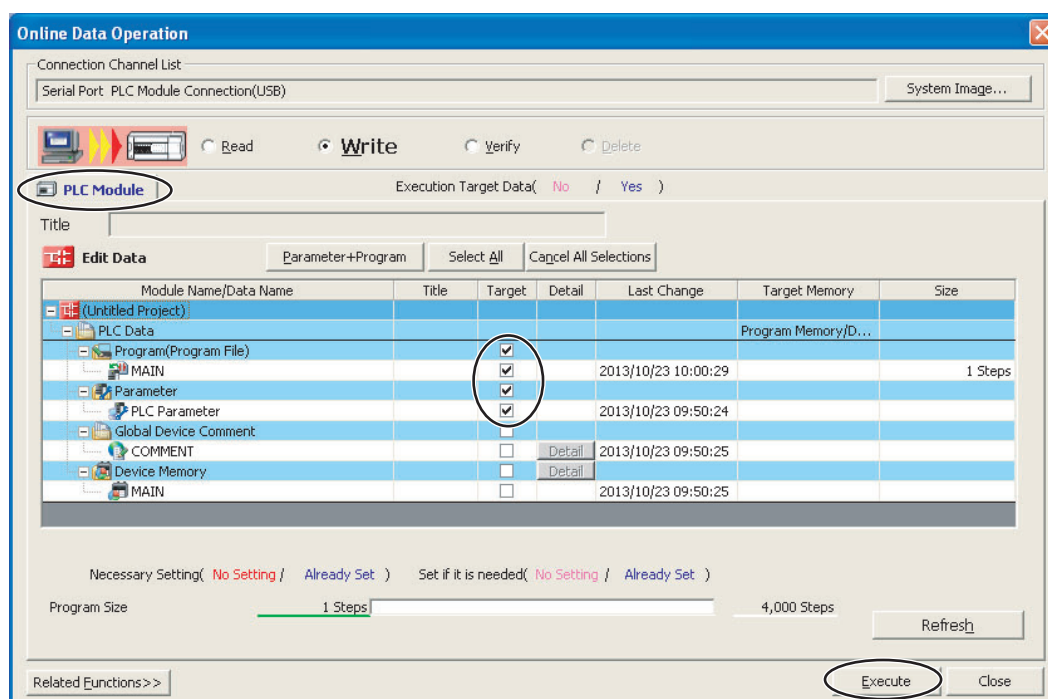 Online Data Operation
Connection Channel List
Serial Port PLC Module Connection(USB)
System Image...
Read Write Verify Delete
PLC Module
Execution Target Data( No / Yes )
Title
Edit Data Parameter+Program Select All Cancel All Selections
Module Name/Data Name Title Target Detail Last Change Target Memory Size
(Untitled Project)
PLC Data Program Memory/D...
Program(Program File)
MAIN 2013/10/23 10:00:29 1 Steps
Parameter
PLC Parameter 2013/10/23 09:50:24
Global Device Comment
COMMENT Detail 2013/10/23 09:50:25
Device Memory Detail
MAIN 2013/10/23 09:50:25
Necessary Setting( No Setting / Already Set ) Set if it is needed( No Setting / Already Set )
Program Size 1 Steps 4,000 Steps
Refresh
Related Functions>> Execute Close